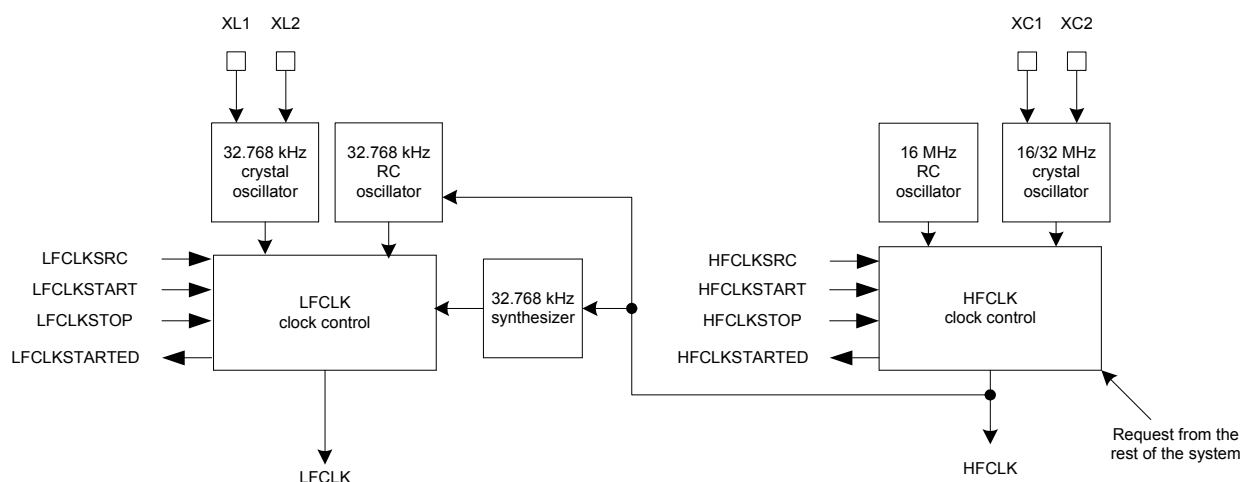 XL1
XL2
XC1
XC2
32.768 kHz
crystal
oscillator
32.768 kHz
RC
oscillator
16 MHz
RC
oscillator
16/32 MHz
crystal
oscillator
LFCLKSRC
LFCLKSTART
LFCLKSTOP
LFCLKSTARTED
LFCLK
clock control
32.768 kHz
synthesizer
HFCLKSRC
HFCLKSTART
HFCLKSTOP
HFCLKSTARTED
HFCLK
clock control
Request from the
rest of the system
LFCLK
HFCLK